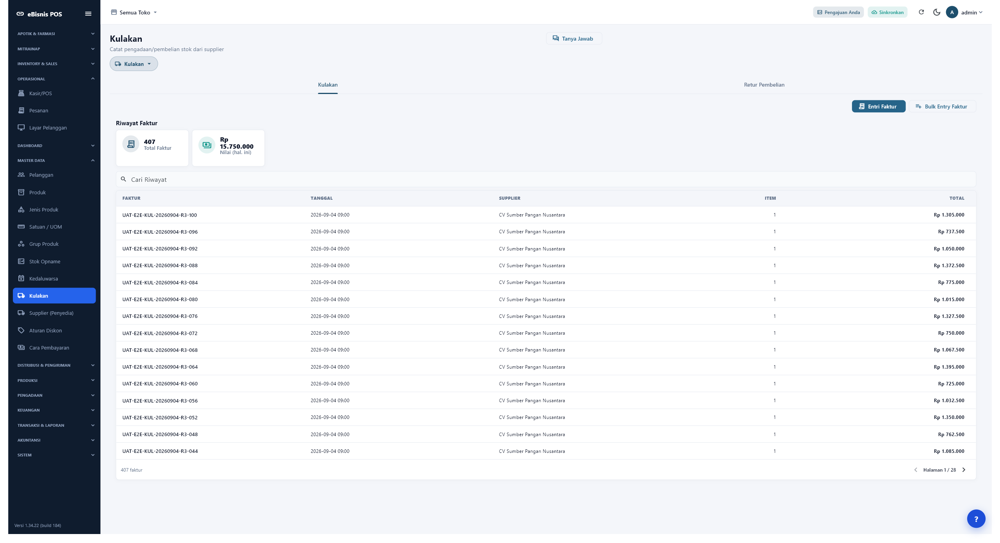 eBisnis POS
APOTIK & FARMASI
MITRAINAP
INVENTORY & SALES
OPERASIONAL
Kasir/POS
Pesanan
Layar Pelanggan
DASHBOARD
MASTER DATA
Pelanggan
Produk
Jenis Produk
Satuan / UOM
Grup Produk
Stok Opname
Kedaluwarsa
Kulakan
Supplier (Penyedia)
Aturan Diskon
Cara Pembayaran
DISTRIBUSI & PENGIRIMAN
PRODUKSI
PENGADAAN
KEUANGAN
TRANSAKSI & LAPORAN
AKUNTANSI
SISTEM
Versi 1.34.22 (build 184)
Semua Toko
Pengajuan Anda
Sinkronkan
A admin
Kulakan
Tanya Jawab
Catat pengadaan/pembelian stok dari supplier
Kulakan
Kulakan Retur Pembelian
Entri Faktur Bulk Entry Faktur
Riwayat Faktur
407
Total Faktur
Rp
15.750.000
Nilai (hal. ini)
Cari Riwayat
FAKTUR TANGGAL SUPPLIER ITEM TOTAL
UAT-E2E-KUL-20260904-R3-100 2026-09-04 09:00 CV Sumber Pangan Nusantara 1 Rp 1.305.000
UAT-E2E-KUL-20260904-R3-096 2026-09-04 09:00 CV Sumber Pangan Nusantara 1 Rp 737.500
UAT-E2E-KUL-20260904-R3-092 2026-09-04 09:00 CV Sumber Pangan Nusantara 1 Rp 1.050.000
UAT-E2E-KUL-20260904-R3-088 2026-09-04 09:00 CV Sumber Pangan Nusantara 1 Rp 1.372.500
UAT-E2E-KUL-20260904-R3-084 2026-09-04 09:00 CV Sumber Pangan Nusantara 1 Rp 775.000
UAT-E2E-KUL-20260904-R3-080 2026-09-04 09:00 CV Sumber Pangan Nusantara 1 Rp 1.015.000
UAT-E2E-KUL-20260904-R3-076 2026-09-04 09:00 CV Sumber Pangan Nusantara 1 Rp 1.327.500
UAT-E2E-KUL-20260904-R3-072 2026-09-04 09:00 CV Sumber Pangan Nusantara 1 Rp 750.000
UAT-E2E-KUL-20260904-R3-068 2026-09-04 09:00 CV Sumber Pangan Nusantara 1 Rp 1.067.500
UAT-E2E-KUL-20260904-R3-064 2026-09-04 09:00 CV Sumber Pangan Nusantara 1 Rp 1.395.000
UAT-E2E-KUL-20260904-R3-060 2026-09-04 09:00 CV Sumber Pangan Nusantara 1 Rp 725.000
UAT-E2E-KUL-20260904-R3-056 2026-09-04 09:00 CV Sumber Pangan Nusantara 1 Rp 1.032.500
UAT-E2E-KUL-20260904-R3-052 2026-09-04 09:00 CV Sumber Pangan Nusantara 1 Rp 1.350.000
UAT-E2E-KUL-20260904-R3-048 2026-09-04 09:00 CV Sumber Pangan Nusantara 1 Rp 762.500
UAT-E2E-KUL-20260904-R3-044 2026-09-04 09:00 CV Sumber Pangan Nusantara 1 Rp 1.085.000
407 faktur Halaman 1 / 28
?